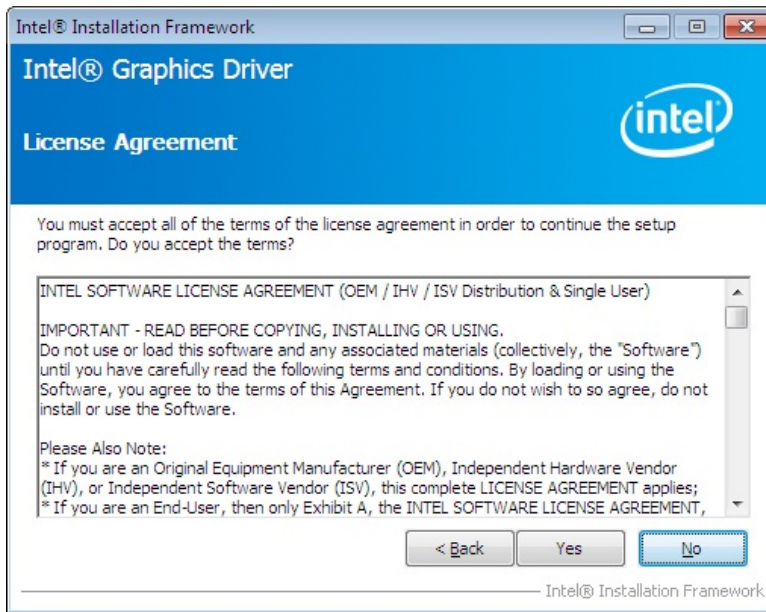 Intel® Installation Framework
Intel® Graphics Driver
License Agreement
intel
You must accept all of the terms of the license agreement in order to continue the setup
program. Do you accept the terms?
INTEL SOFTWARE LICENSE AGREEMENT (OEM / IHV / ISV Distribution & Single User)
IMPORTANT - READ BEFORE COPYING, INSTALLING OR USING.
Do not use or load this software and any associated materials (collectively, the "Software")
until you have carefully read the following terms and conditions. By loading or using the
Software, you agree to the terms of this Agreement. If you do not wish to so agree, do not
install or use the Software.
Please Also Note:
* If you are an Original Equipment Manufacturer (OEM), Independent Hardware Vendor
(IHV), or Independent Software Vendor (ISV), this complete LICENSE AGREEMENT applies;
* If you are an End-User, then only Exhibit A, the INTEL SOFTWARE LICENSE AGREEMENT,
< Back Yes No
Intel® Installation Framework